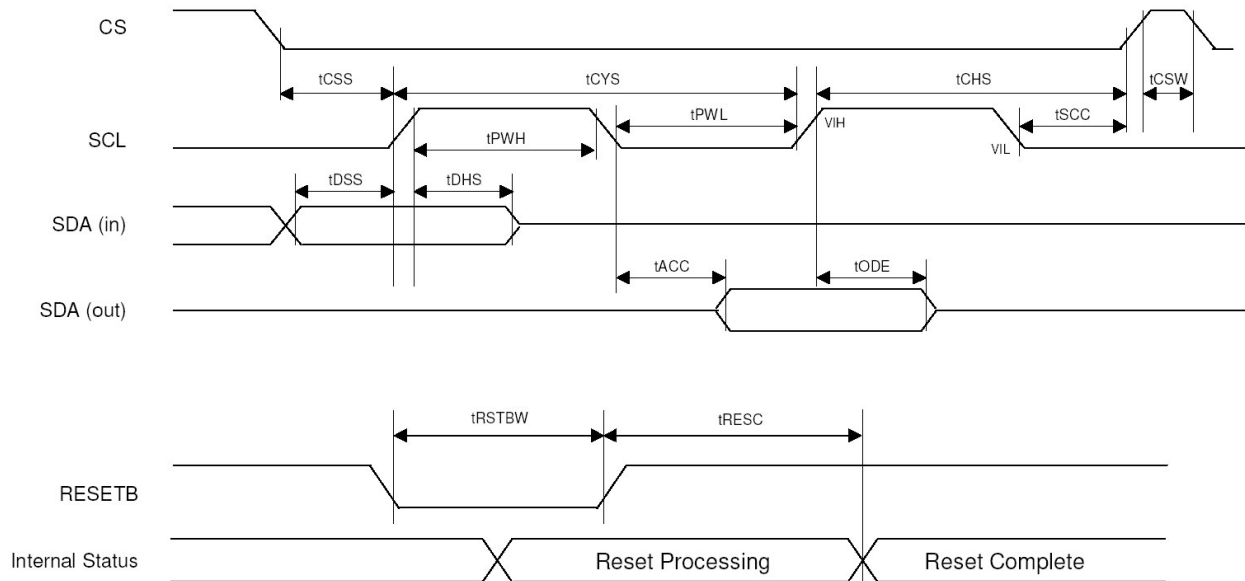 CS
tCSS
tCYS
tCHS
tCSW
SCL
tPWH
tPWL
VIH
VIL
tSCC
tDSS
tDHS
SDA (in)
tACC
tODE
SDA (out)
tRSTBW
tRESC
RESETB
Internal Status
Reset Processing
Reset Complete